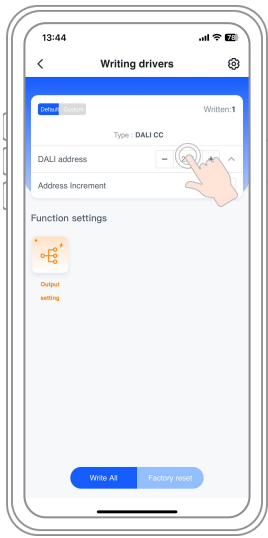 13:44
78
Writing drivers
Default Custom
Written:1
Type : DALI CC
DALI address
− 2 +
Address Increment
Function settings
Output
setting
Write All
Factory reset